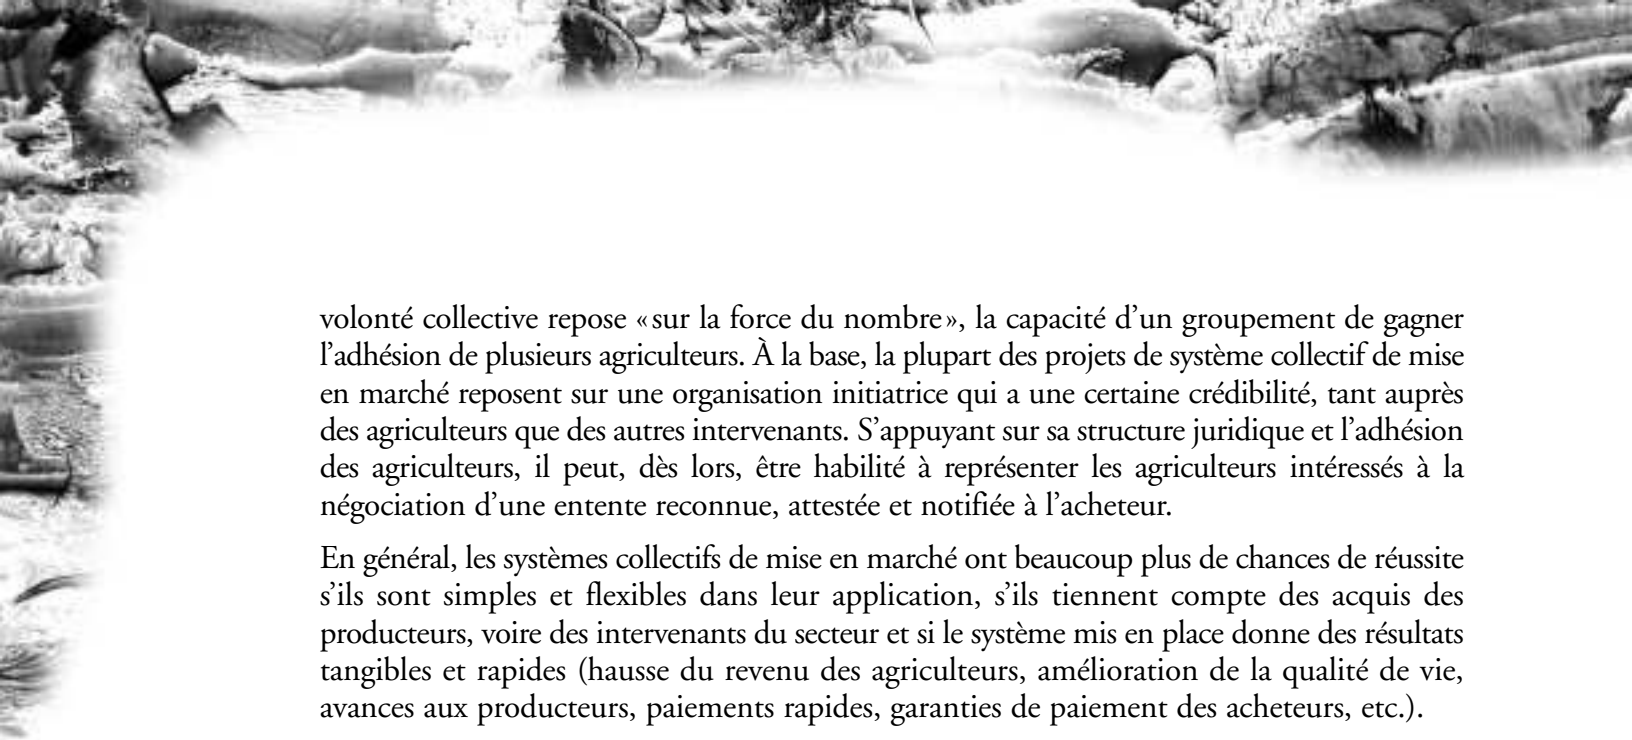 volonté collective repose «sur la force du nombre», la capacité d’un groupement de gagner
l’adhésion de plusieurs agriculteurs. À la base, la plupart des projets de système collectif de mise
en marché reposent sur une organisation initiatrice qui a une certaine crédibilité, tant auprès
des agriculteurs que des autres intervenants. S’appuyant sur sa structure juridique et l’adhésion
des agriculteurs, il peut, dès lors, être habilité à représenter les agriculteurs intéressés à la
négociation d’une entente reconnue, attestée et notifiée à l’acheteur.
En général, les systèmes collectifs de mise en marché ont beaucoup plus de chances de réussite
s’ils sont simples et flexibles dans leur application, s’ils tiennent compte des acquis des
producteurs, voire des intervenants du secteur et si le système mis en place donne des résultats
tangibles et rapides (hausse du revenu des agriculteurs, amélioration de la qualité de vie,
avances aux producteurs, paiements rapides, garanties de paiement des acheteurs, etc.).